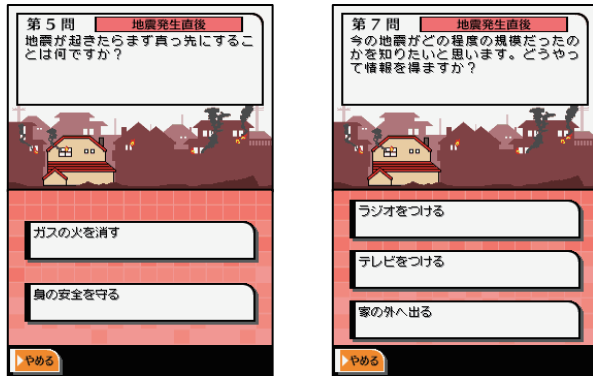 第5問 地震発生直後
地震が起きたらまず真っ先にするこ
とは何ですか？
ガスの火を消す
身の安全を守る
やめる
第7問 地震発生直後
今の地震がどの程度の規模だったの
かを知りたいと思います。どうやっ
て情報を得ますか？
ラジオをつける
テレビをつける
家の外へ出る
やめる